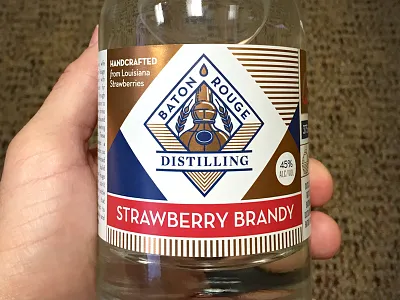 HANDCRAFTED
from Louisiana
Strawberries
BATON ROUGE
DISTILLING
45%
ALC/VOL
STRAWBERRY BRANDY